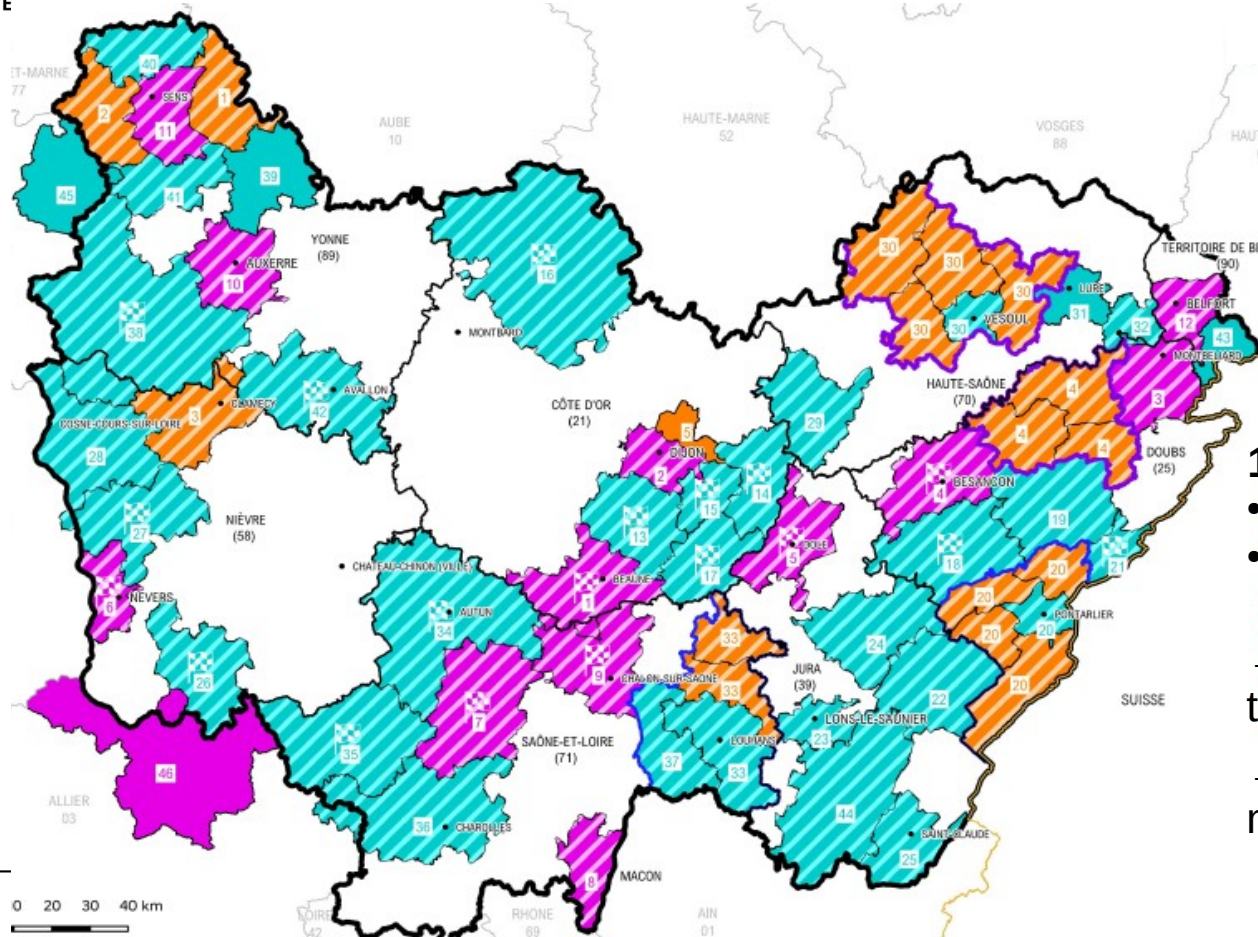 E
ET-MARNE
77
40
SENS
2
1
11
AUBE
10
HAUTE-MARNE
52
VOSGES
88
HAU
45
41
39
YONNE
(89)
AUXERRE
10
16
38
MONTBARD
30
30
30
30
30
VESOUL
LURE
31
32
TERRITOIRE DE BE
(90)
BELFORT
12
43
MONTBELIARD
3
HAUTE-SAÔNE
(70)
4
4
4
DOUBS
(25)
CLAMECY
3
COSNE-COURS-SUR-LOIRE
AVALLON
42
28
CÔTE D'OR
(21)
5
DIJON
2
29
14
15
13
17
BESANCON
4
19
18
21
27
NIÈVRE
(58)
CHATEAU-CHINON (VILLE)
NEVERS
6
26
AUTUN
34
BEAUNE
1
DOLE
5
20
20
20
20
20
PONTARLIER
SUISSE
9
CHALON-SUR-SAONE
33
33
JURA
(39)
24
22
LONS-LE-SAUNIER
23
7
35
SAÔNE-ET-LOIRE
(71)
37
LOUHANS
33
46
ALLIER
03
36
CHAROLLES
44
SAINT-CLAUDE
25
8
MACON
0 20 30 40 km
LOIRE
42
RHONE
69
AIN
01
1
•
•
t